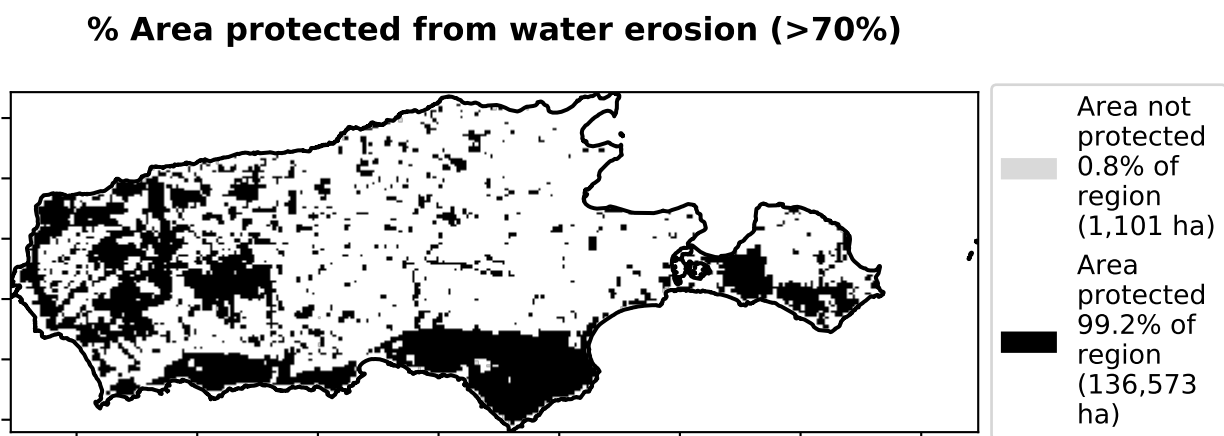 % Area protected from water erosion (>70%)
Area not
protected
0.8% of
region
(1,101 ha)
Area
protected
99.2% of
region
(136,573
ha)